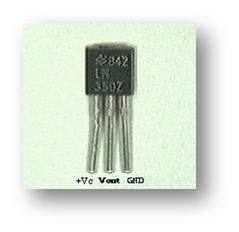 842
LM
35DZ
+Vc Vout GND